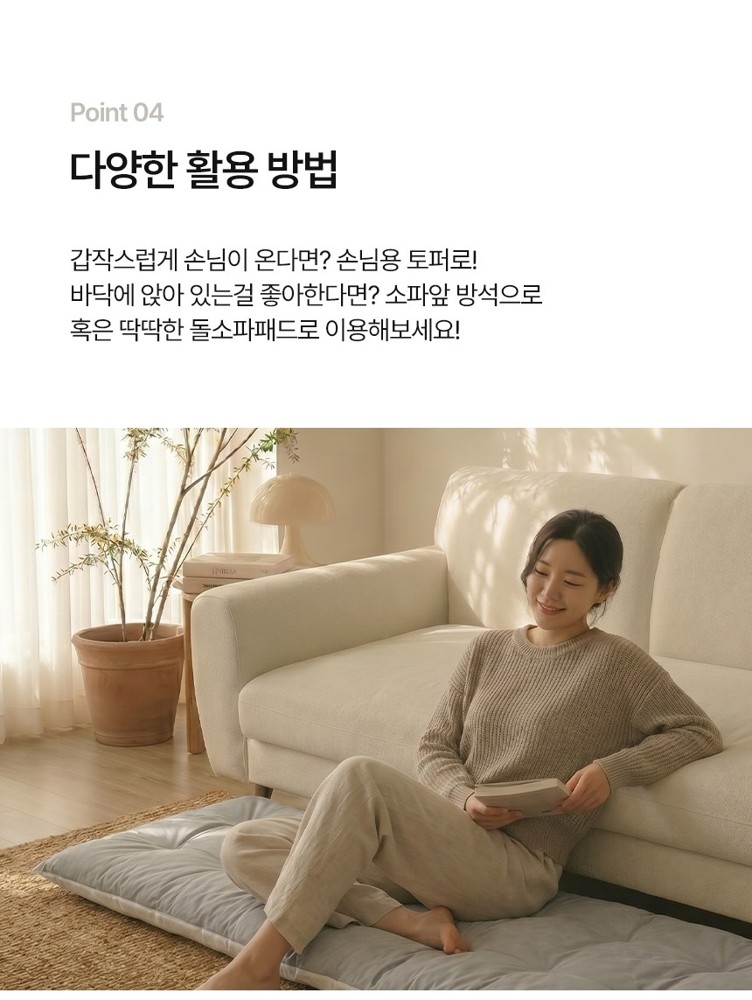 Point 04
다양한 활용 방법
갑작스럽게 손님이 온다면? 손님용 토퍼로!
바닥에 앉아 있는걸 좋아한다면? 소파앞 방석으로
혹은 딱딱한 돌소파패드로 이용해보세요!